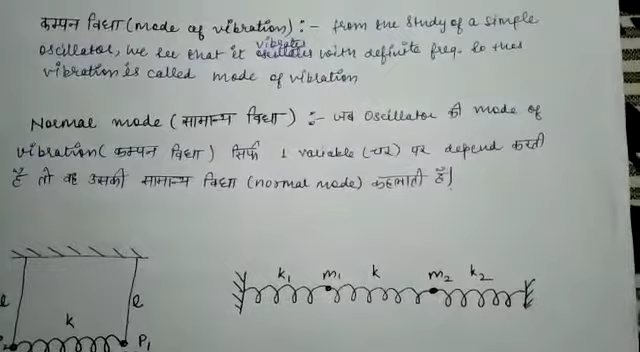 कम्पन विधा (mode of vibration) :- from the study of a simple
oscillator, we see that it vibrates with definite freq. so this
vibration is called mode of vibration
Normal mode (सामान्य विधा) :- जब Oscillator की mode of
vibration (कम्पन विधा) सिर्फ 1 variable (चर) पर depend करती
है तो वह उसकी सामान्य विधा (normal mode) कहलाती है।
k1 m1 k m2 k2
l l
k
P2 P1